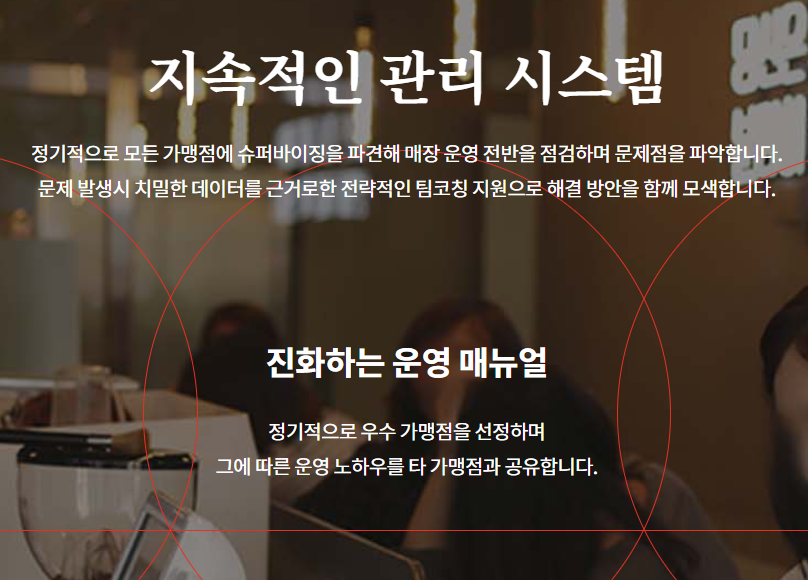 지속적인 관리 시스템
정기적으로 모든 가맹점에 슈퍼바이징을 파견해 매장 운영 전반을 점검하며 문제점을 파악합니다.
문제 발생시 치밀한 데이터를 근거로한 전략적인 팀코칭 지원으로 해결 방안을 함께 모색합니다.
진화하는 운영 매뉴얼
정기적으로 우수 가맹점을 선정하며
그에 따른 운영 노하우를 타 가맹점과 공유합니다.